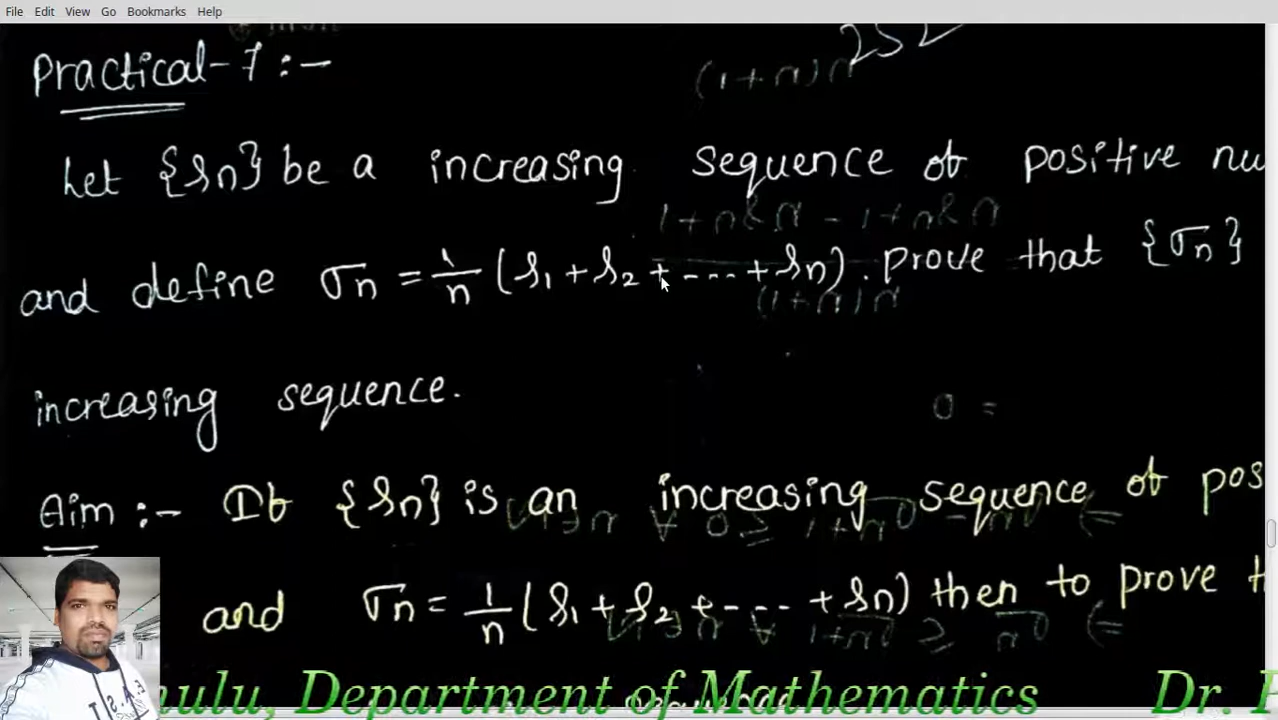 File Edit View Go Bookmarks Help
Practical-7 :-
Let {sn} be a increasing sequence of positive nu
and define σn = 1/n (s1 + s2 + --- + sn). Prove that {σn}
increasing sequence.
Aim :- If {sn} is an increasing sequence of pos
and σn = 1/n (s1 + s2 + --- + sn) then to prove t
nulu, Department of Mathematics Dr. H